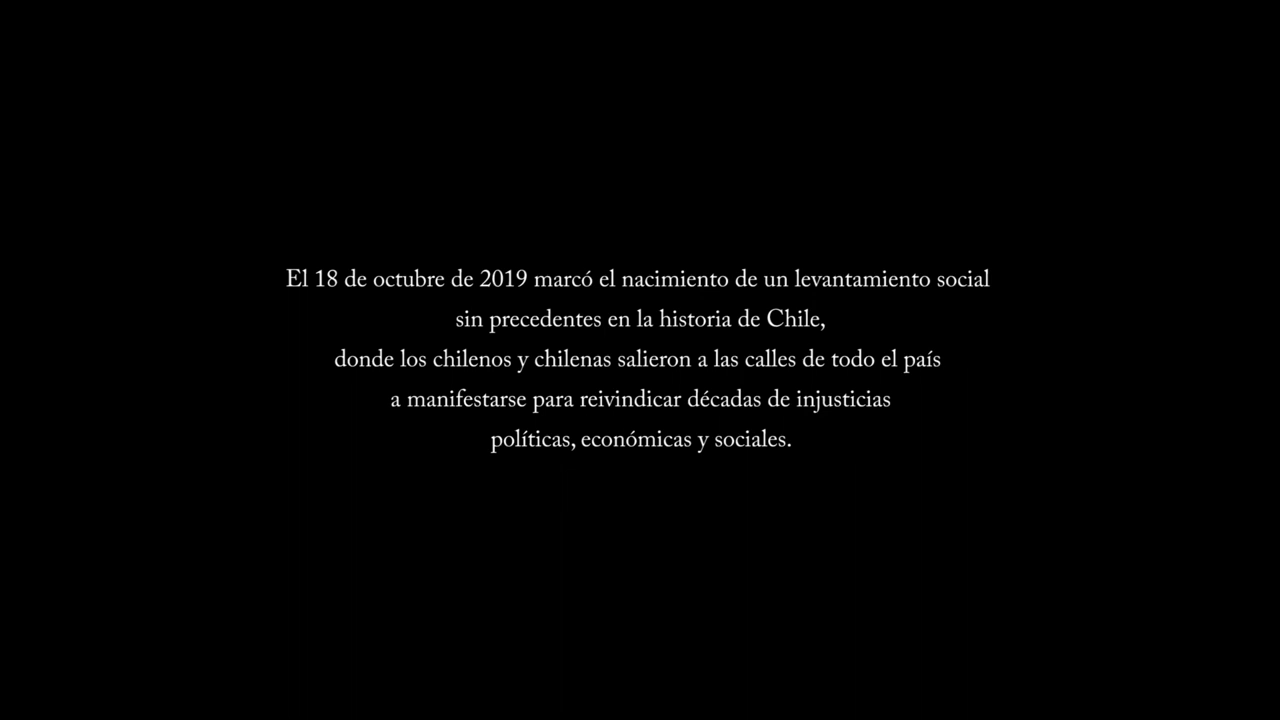 El 18 de octubre de 2019 marcó el nacimiento de un levantamiento social
sin precedentes en la historia de Chile,
donde los chilenos y chilenas salieron a las calles de todo el país
a manifestarse para reivindicar décadas de injusticias
políticas, económicas y sociales.